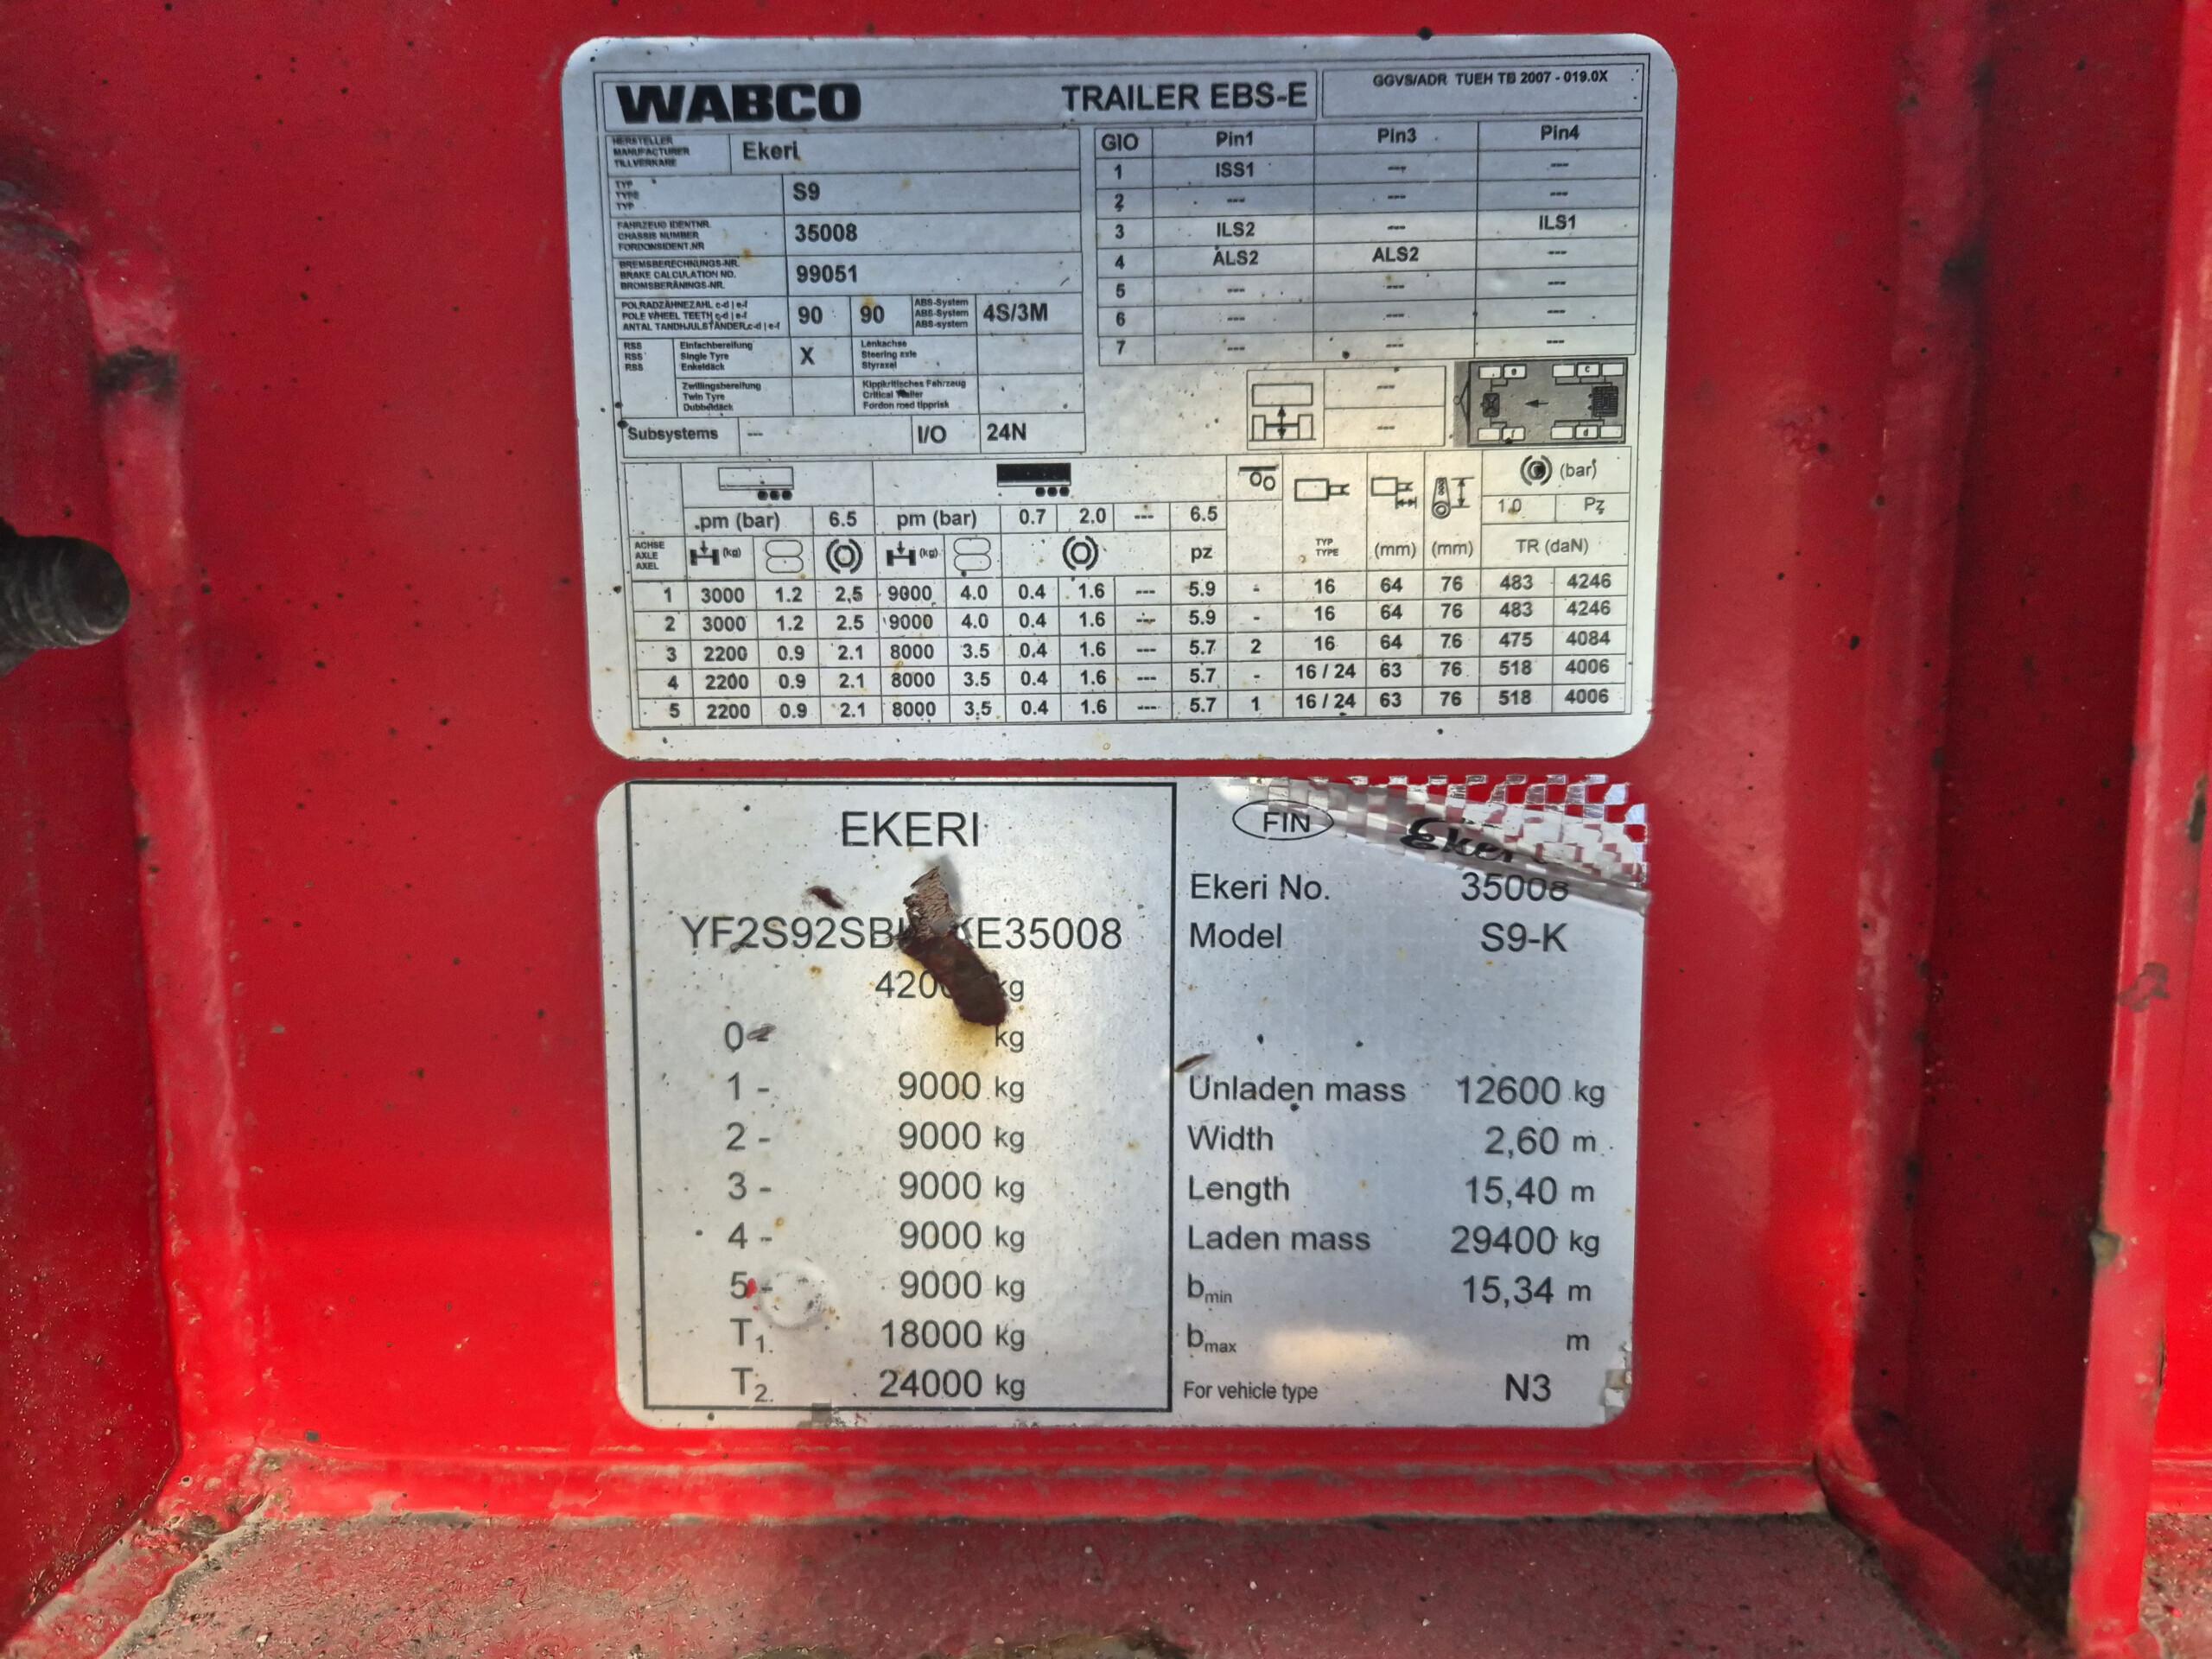 WABCO TRAILER EBS-E GGVS/ADR TUEH TB 2007 - 019.0X
HERSTELLER
MANUFACTURER
TILLVERKARE
Ekeri
TYP
TYPE
TYP
S9
FAHRZEUG IDENTNR.
CHASSIS NUMBER
FORDONSIDENT.NR
35008
BREMSBERECHNUNGS-NR.
BRAKE CALCULATION NO.
BROMSBERÄNINGS-NR.
99051
POLRADZÄHNEZAHL c-d | e-f
POLE WHEEL TEETH c-d | e-f
ANTAL TANDHJULSTÄNDER c-d | e-f
90 90
ABS-System
ABS-System
ABS-system
4S/3M
RSS
RSS
RSS
Einfachbereifung
Single Tyre
Enkeldäck
X
Lenkachse
Steering axle
Styraxel
Zwillingsbereifung
Twin Tyre
Dubbeldäck
Kippkritisches Fahrzeug
Critical Trailer
Fordon med tipprisk
Subsystems --- I/O 24N
GIO Pin1 Pin3 Pin4
1 ISS1 --- ---
2 --- --- ---
3 ILS2 --- ILS1
4 ALS2 ALS2 ---
5 --- --- ---
6 --- --- ---
7 --- --- ---
---
---
e c
f d
(bar)
pm (bar) 6.5 pm (bar) 0.7 2.0 --- 6.5 1.0 Pz
ACHSE
AXLE
AXEL
(kg) (kg) pz
TYP
TYPE
(mm) (mm) TR (daN)
1 3000 1.2 2.5 9000 4.0 0.4 1.6 --- 5.9 - 16 64 76 483 4246
2 3000 1.2 2.5 9000 4.0 0.4 1.6 --- 5.9 - 16 64 76 483 4246
3 2200 0.9 2.1 8000 3.5 0.4 1.6 --- 5.7 2 16 64 76 475 4084
4 2200 0.9 2.1 8000 3.5 0.4 1.6 --- 5.7 - 16 / 24 63 76 518 4006
5 2200 0.9 2.1 8000 3.5 0.4 1.6 --- 5.7 1 16 / 24 63 76 518 4006
EKERI
kg
0 - kg
1 - 9000 kg
2 - 9000 kg
3 - 9000 kg
4 - 9000 kg
5 - 9000 kg
T1. 18000 kg
T2. 24000 kg
FIN Ekeri
Ekeri No. 35008
Model S9-K
Unladen mass 12600 kg
Width 2,60 m
Length 15,40 m
Laden mass 29400 kg
bmin 15,34 m
bmax m
For vehicle type N3